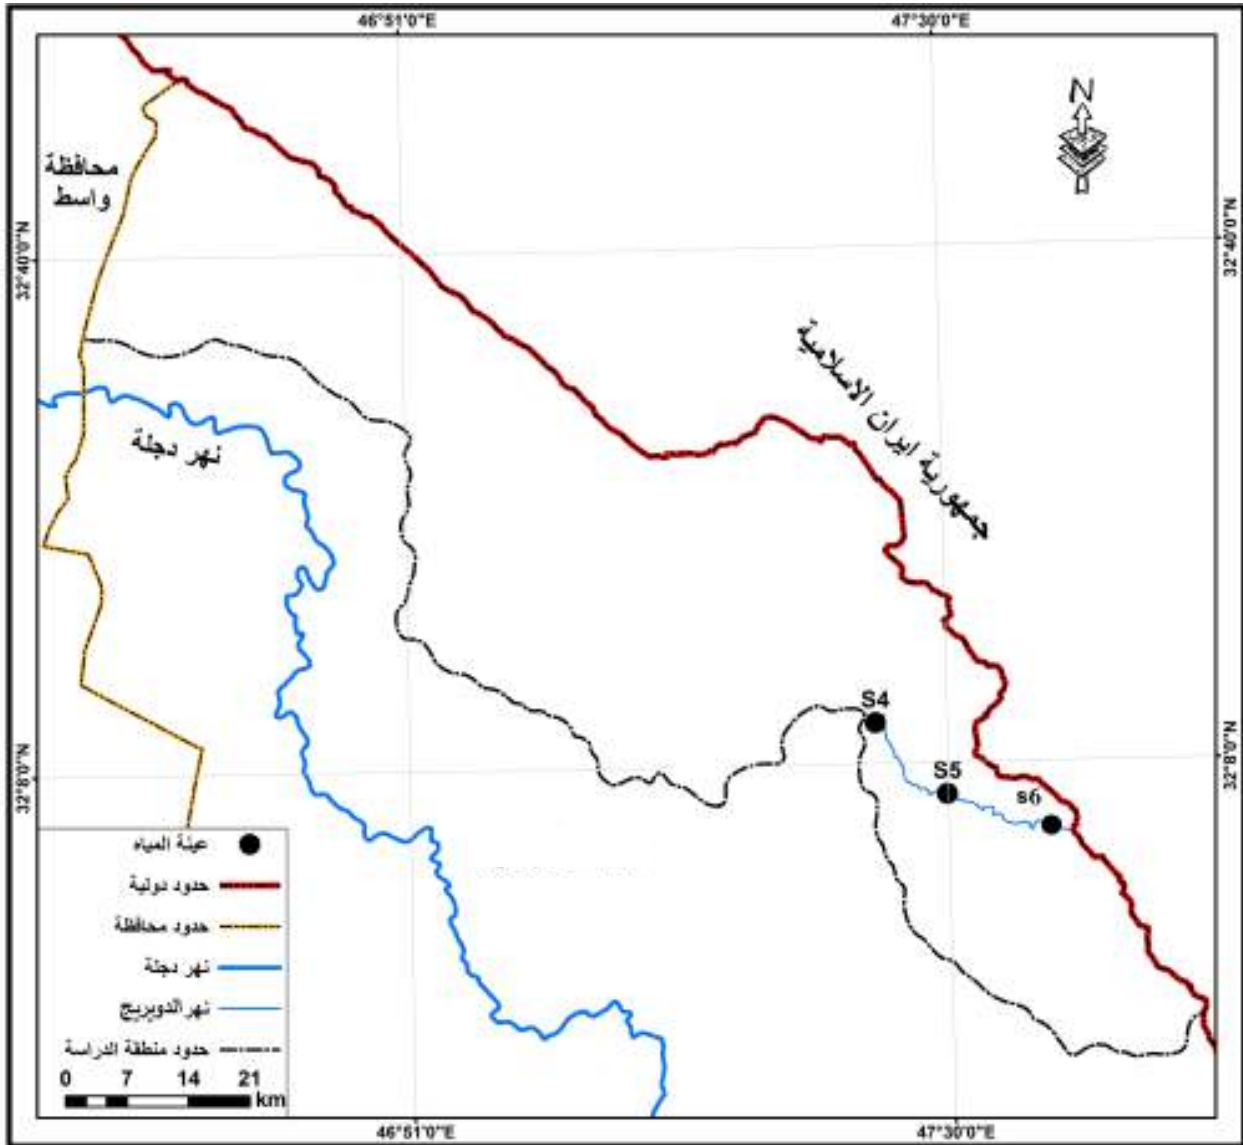 46°51'0"E
47°30'0"E
N
محافظة
واسط
32°40'0"N
32°40'0"N
جمهورية ايران الاسلامية
نهر دجلة
S4
S5
s6
32°8'0"N
32°8'0"N
عينة المياه
حدود دولية
حدود محافظة
نهر دجلة
نهر الدويريج
حدود منطقة الدراسة
0 7 14 21
km
46°51'0"E
47°30'0"E